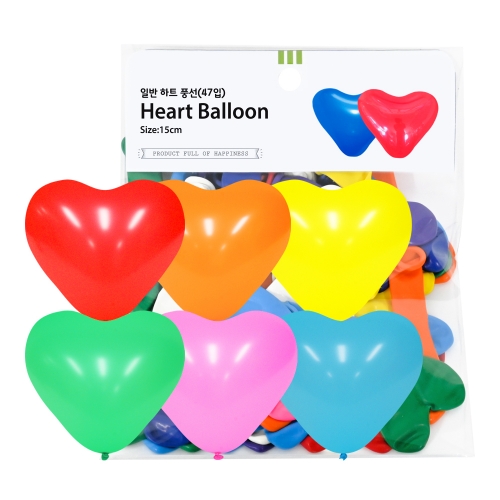 일반 하트 풍선(47입)
Heart Balloon
Size:15cm
PRODUCT FULL OF HAPPINESS